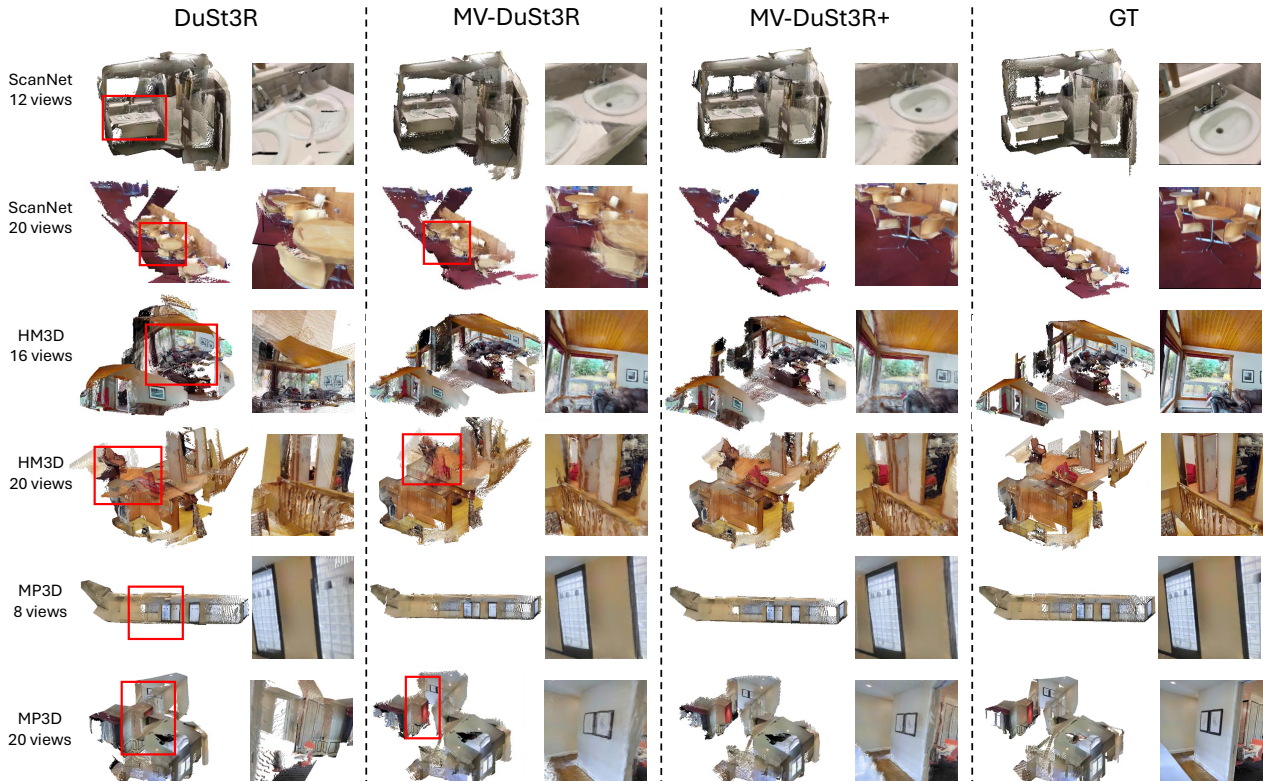 DuSt3R
MV-DuSt3R
MV-DuSt3R+
GT
ScanNet
12 views
ScanNet
20 views
HM3D
16 views
HM3D
20 views
MP3D
8 views
MP3D
20 views